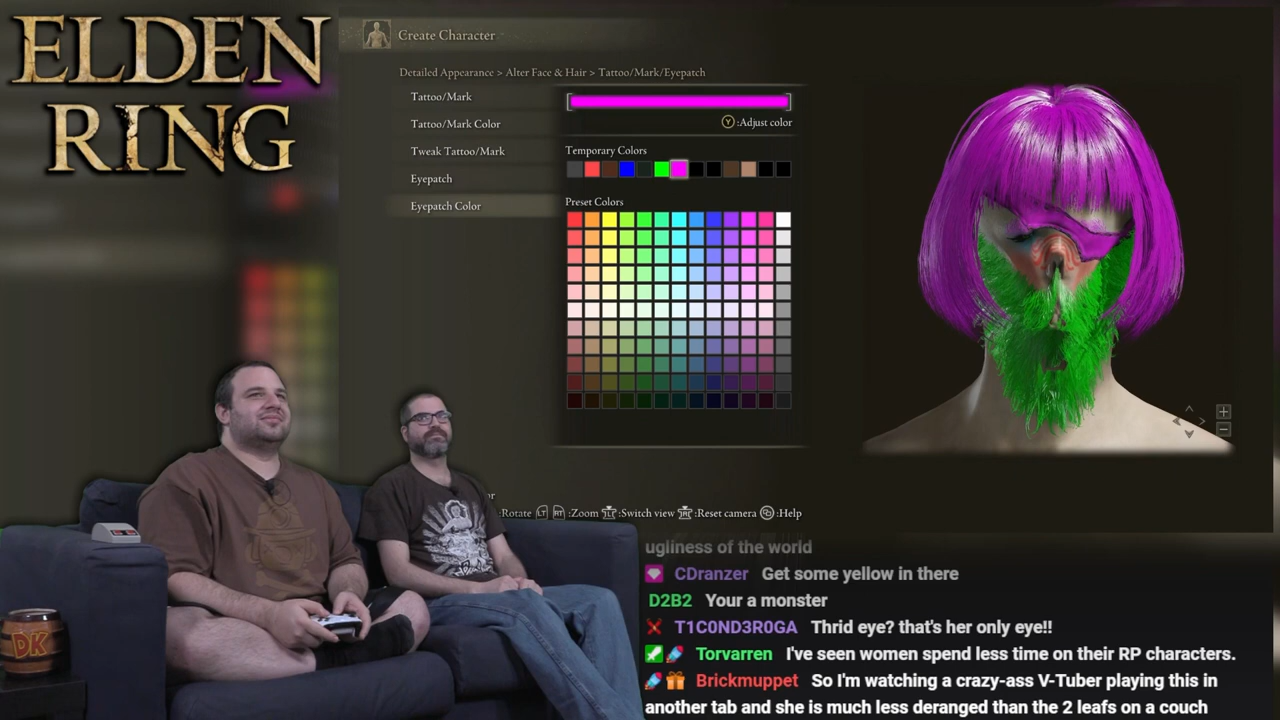 ELDEN
RING
Create Character
Detailed Appearance > Alter Face & Hair > Tattoo/Mark/Eyepatch
Tattoo/Mark
Tattoo/Mark Color
Tweak Tattoo/Mark
Eyepatch
Eyepatch Color
Y :Adjust color
Temporary Colors
Preset Colors
or
:Rotate LT RT :Zoom L :Switch view R :Reset camera :Help
DK
ugliness of the world
CDranzer Get some yellow in there
D2B2 Your a monster
T1C0ND3R0GA Thrid eye? that's her only eye!!
Torvarren I've seen women spend less time on their RP characters.
Brickmuppet So I'm watching a crazy-ass V-Tuber playing this in
another tab and she is much less deranged than the 2 leafs on a couch